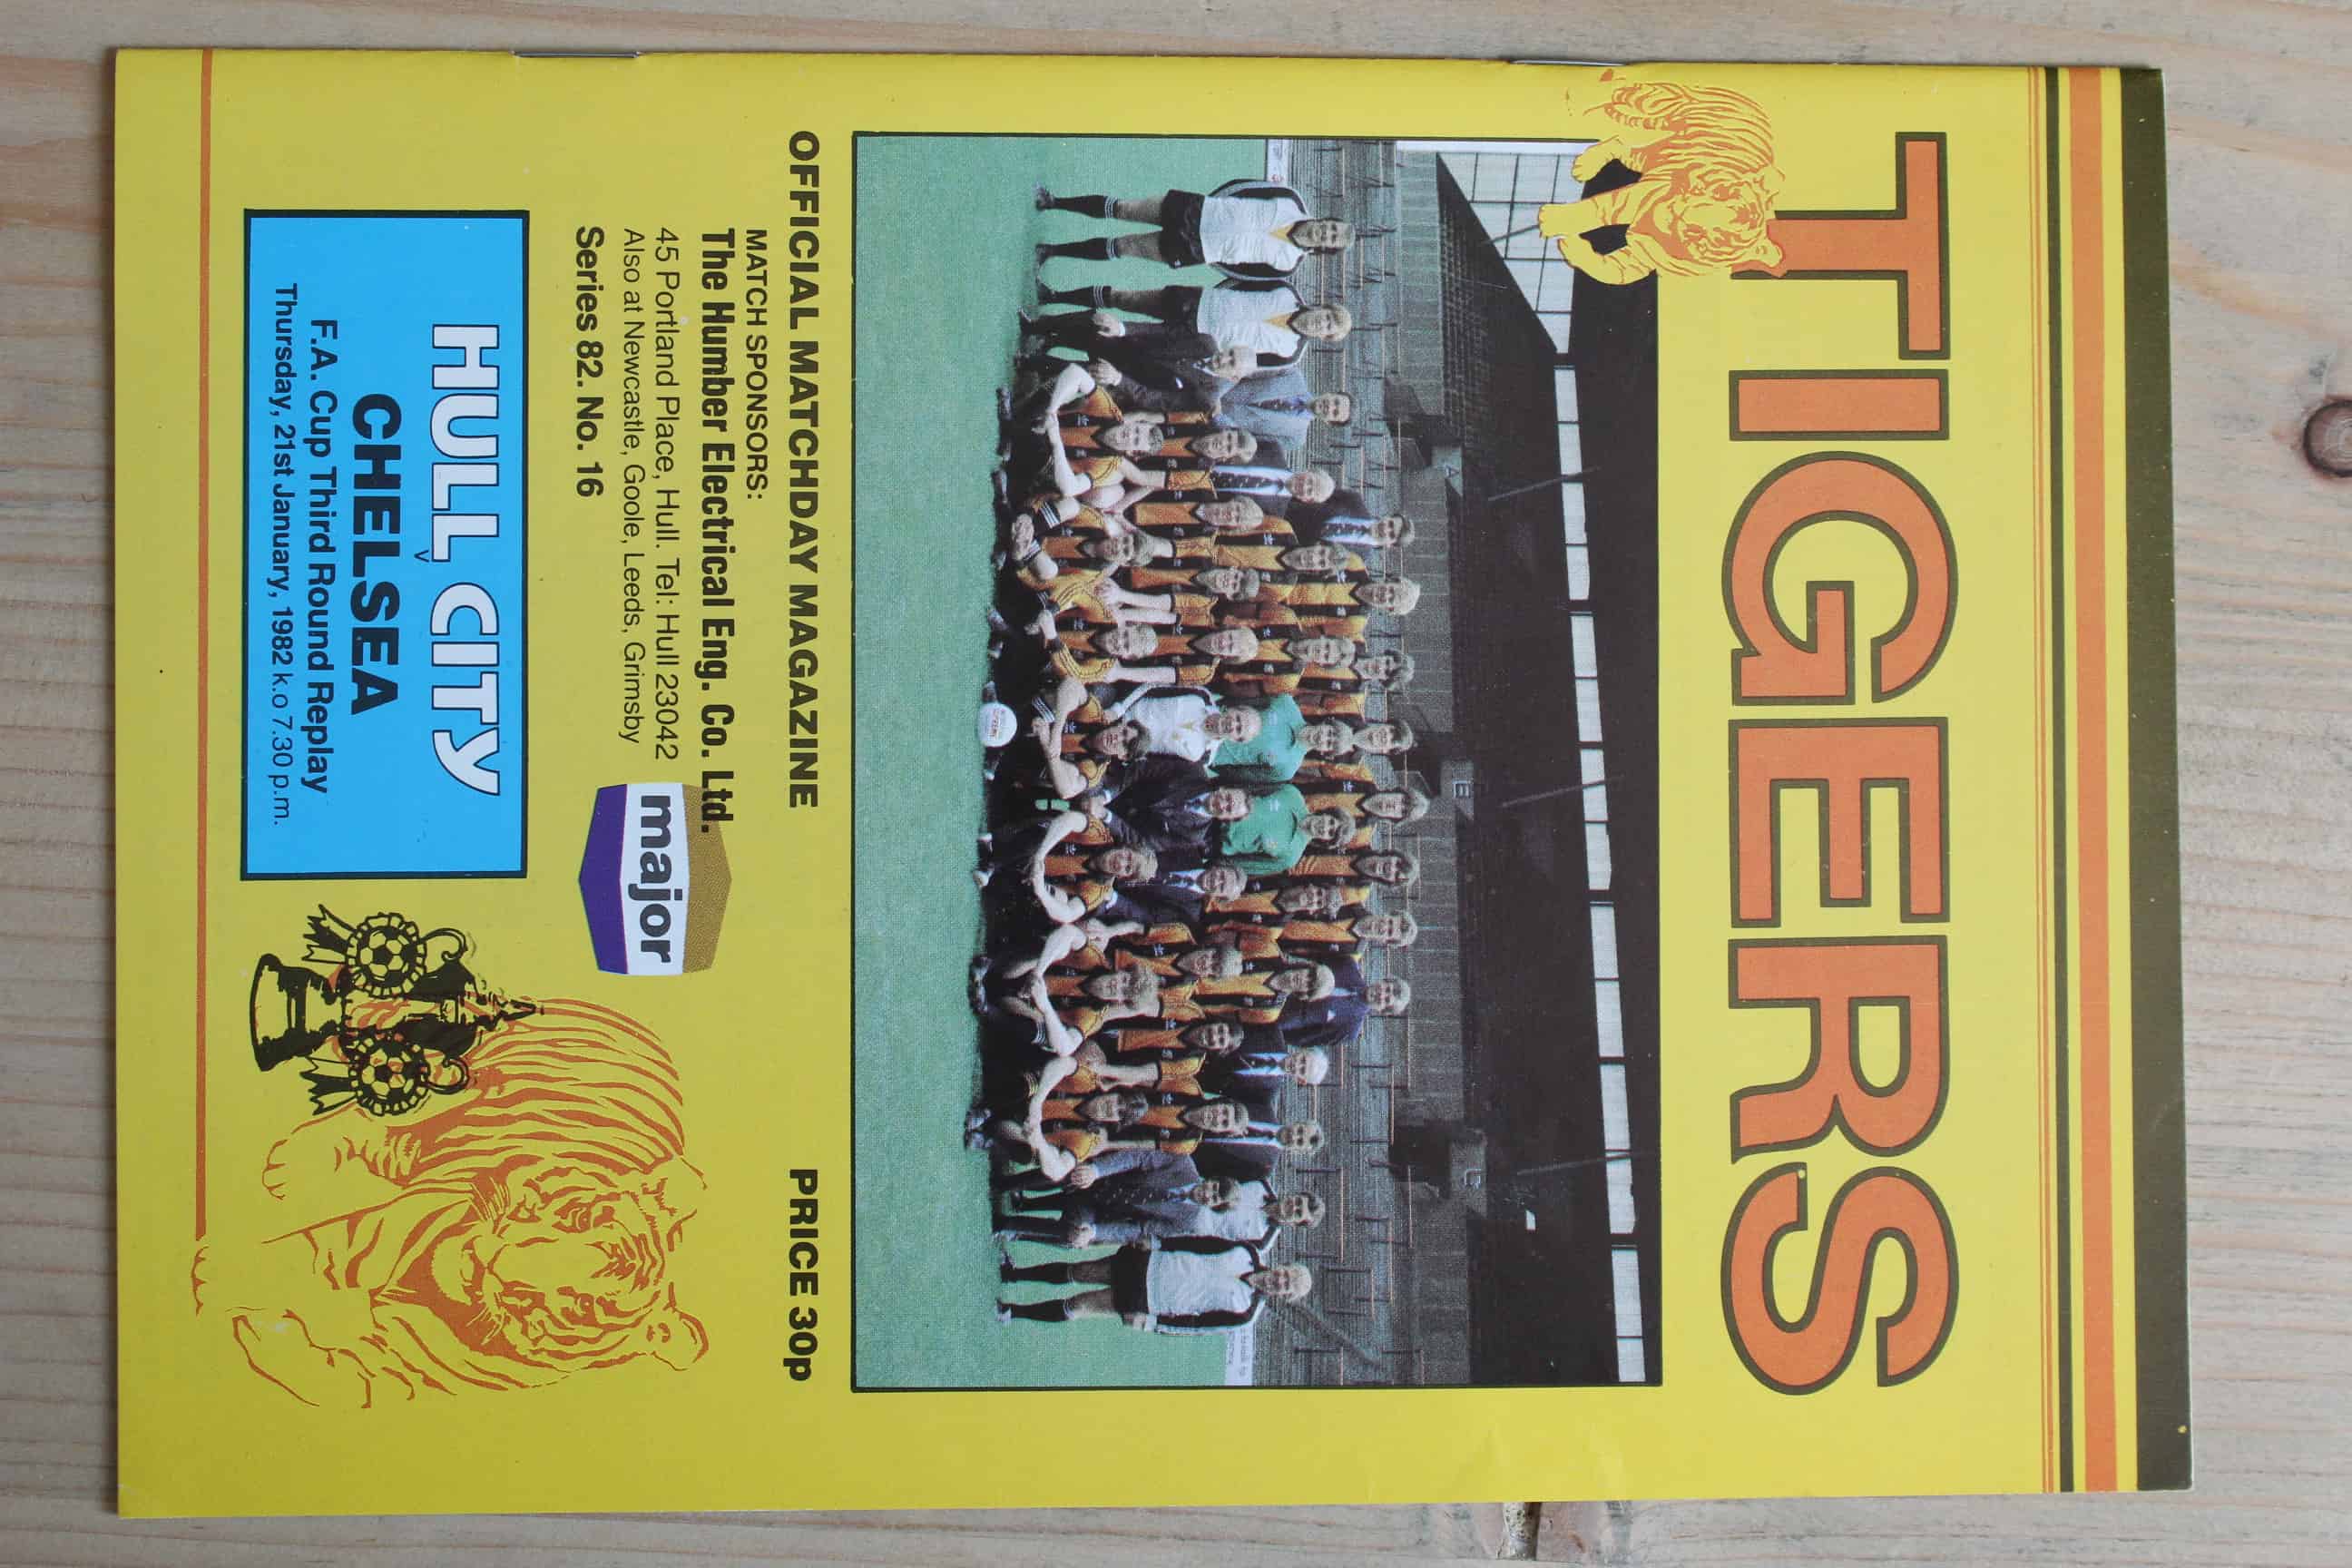 TIGERS
OFFICIAL MATCHDAY MAGAZINE PRICE 30p
MATCH SPONSORS:
The Humber Electrical Eng. Co. Ltd.
45 Portland Place, Hull. Tel: Hull 23042
Also at Newcastle, Goole, Leeds, Grimsby
major
Series 82. No. 16
HULL CITY
v
CHELSEA
F.A. Cup Third Round Replay
Thursday, 21st January, 1982 k.o 7.30 p.m.